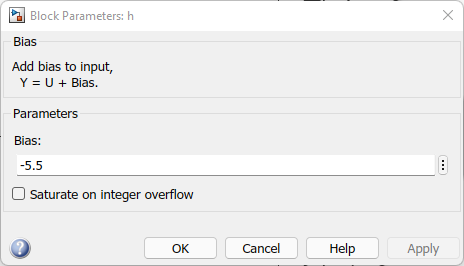 Block Parameters: h
Bias
Add bias to input,
Y = U + Bias.
Parameters
Bias:
-5.5
Saturate on integer overflow
?
OK Cancel Help Apply